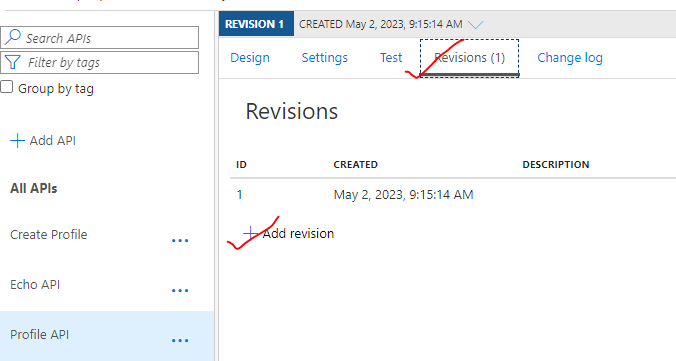 REVISION 1 CREATED May 2, 2023, 9:15:14 AM
Search APIs
Filter by tags
Group by tag
Add API
All APIs
Create Profile ...
Echo API ...
Profile API ...
Design Settings Test Revisions (1) Change log
Revisions
ID CREATED DESCRIPTION
1 May 2, 2023, 9:15:14 AM
Add revision